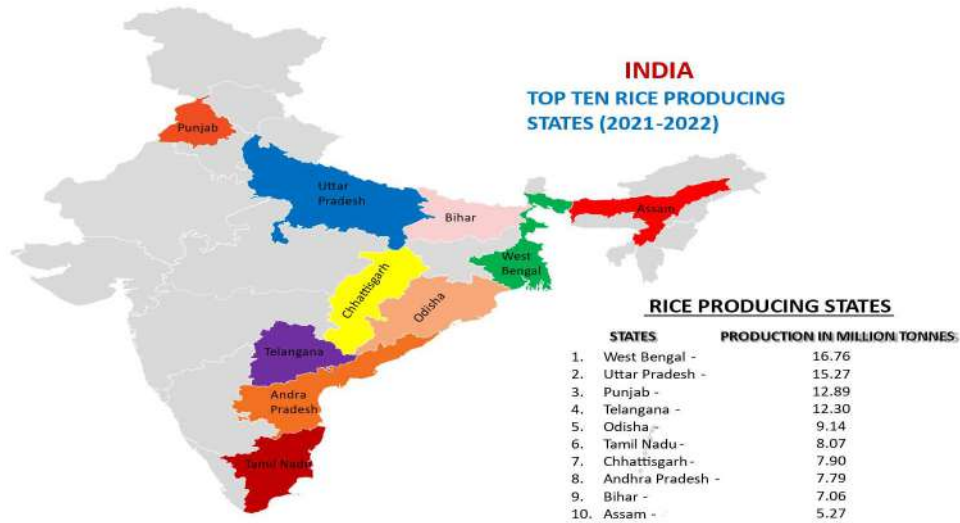 INDIA
TOP TEN RICE PRODUCING
STATES (2021-2022)
Punjab
Uttar
Pradesh
Bihar
Assam
West
Bengal
Chhattisgarh
Odisha
Telangana
Andra
Pradesh
Tamil Nadu
RICE PRODUCING STATES
STATES PRODUCTION IN MILLION TONNES
1. West Bengal - 16.76
2. Uttar Pradesh - 15.27
3. Punjab - 12.89
4. Telangana - 12.30
5. Odisha - 9.14
6. Tamil Nadu - 8.07
7. Chhattisgarh - 7.90
8. Andhra Pradesh - 7.79
9. Bihar - 7.06
10. Assam - 5.27